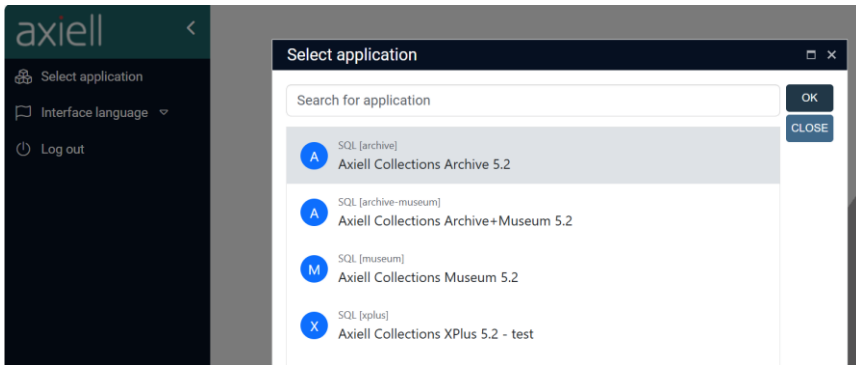 axiell
Select application
Interface language
Log out
Select application
Search for application
OK
CLOSE
A
SQL [archive]
Axiell Collections Archive 5.2
A
SQL [archive-museum]
Axiell Collections Archive+Museum 5.2
M
SQL [museum]
Axiell Collections Museum 5.2
X
SQL [xplus]
Axiell Collections XPlus 5.2 - test